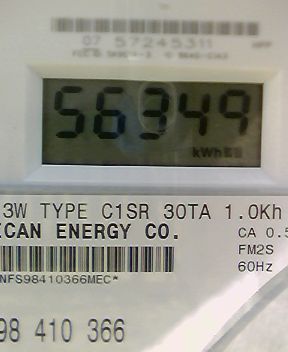 07 57245311
56349
kWh
3W TYPE C1SR 30TA 1.0Kh
ICAN ENERGY CO.
CA 0.5
FM2S
NFS98410366MEC*
60Hz
98 410 366